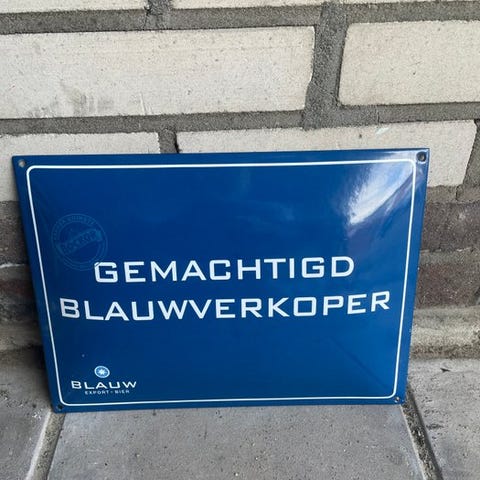 GEMACHTIGD
BLAUWVERKOPER
BLAUW
EXPORT-BIER